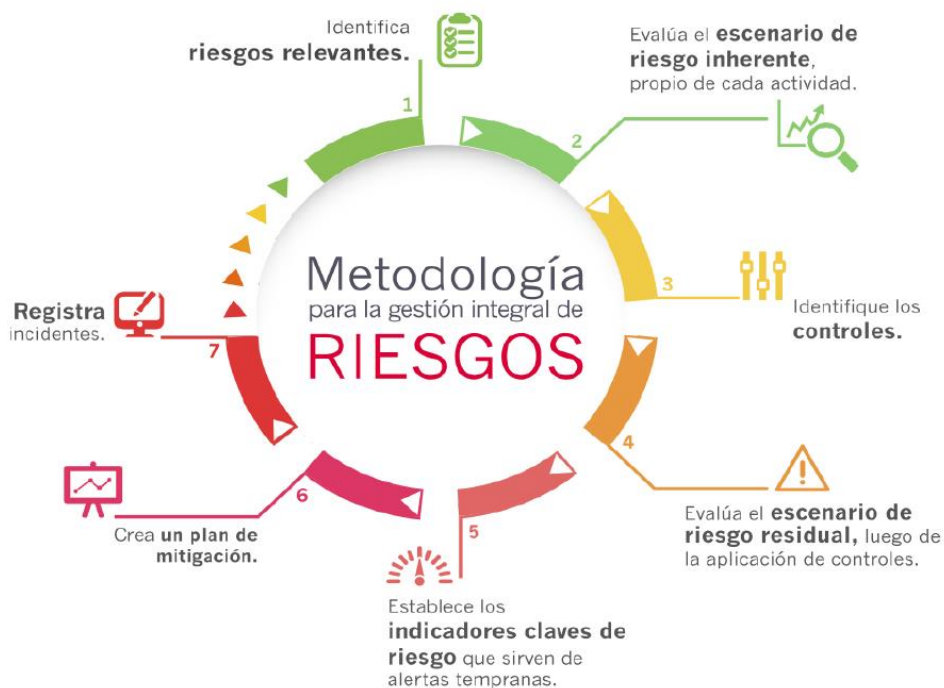 Metodología
para la gestión integral de
RIESGOS
1
Identifica
riesgos relevantes.
2
Evalúa el escenario de
riesgo inherente,
propio de cada actividad.
3
Identifique los
controles.
4
Evalúa el escenario de
riesgo residual, luego de
la aplicación de controles.
5
Establece los
indicadores claves de
riesgo que sirven de
alertas tempranas.
6
Crea un plan de
mitigación.
7
Registra
incidentes.